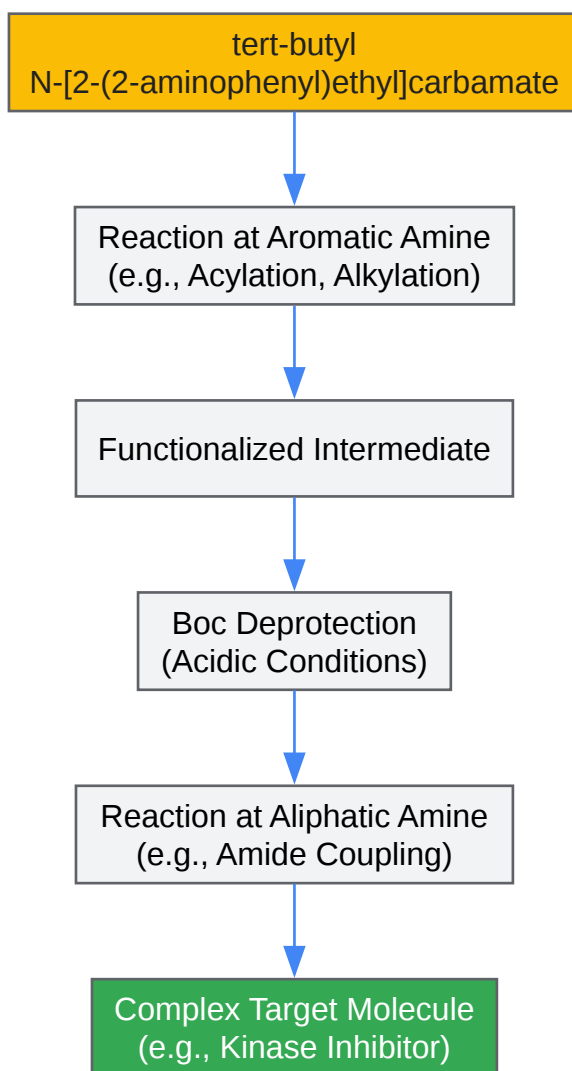 tert-butyl
N-[2-(2-aminophenyl)ethyl]carbamate
Reaction at Aromatic Amine
(e.g., Acylation, Alkylation)
Functionalized Intermediate
Boc Deprotection
(Acidic Conditions)
Reaction at Aliphatic Amine
(e.g., Amide Coupling)
Complex Target Molecule
(e.g., Kinase Inhibitor)